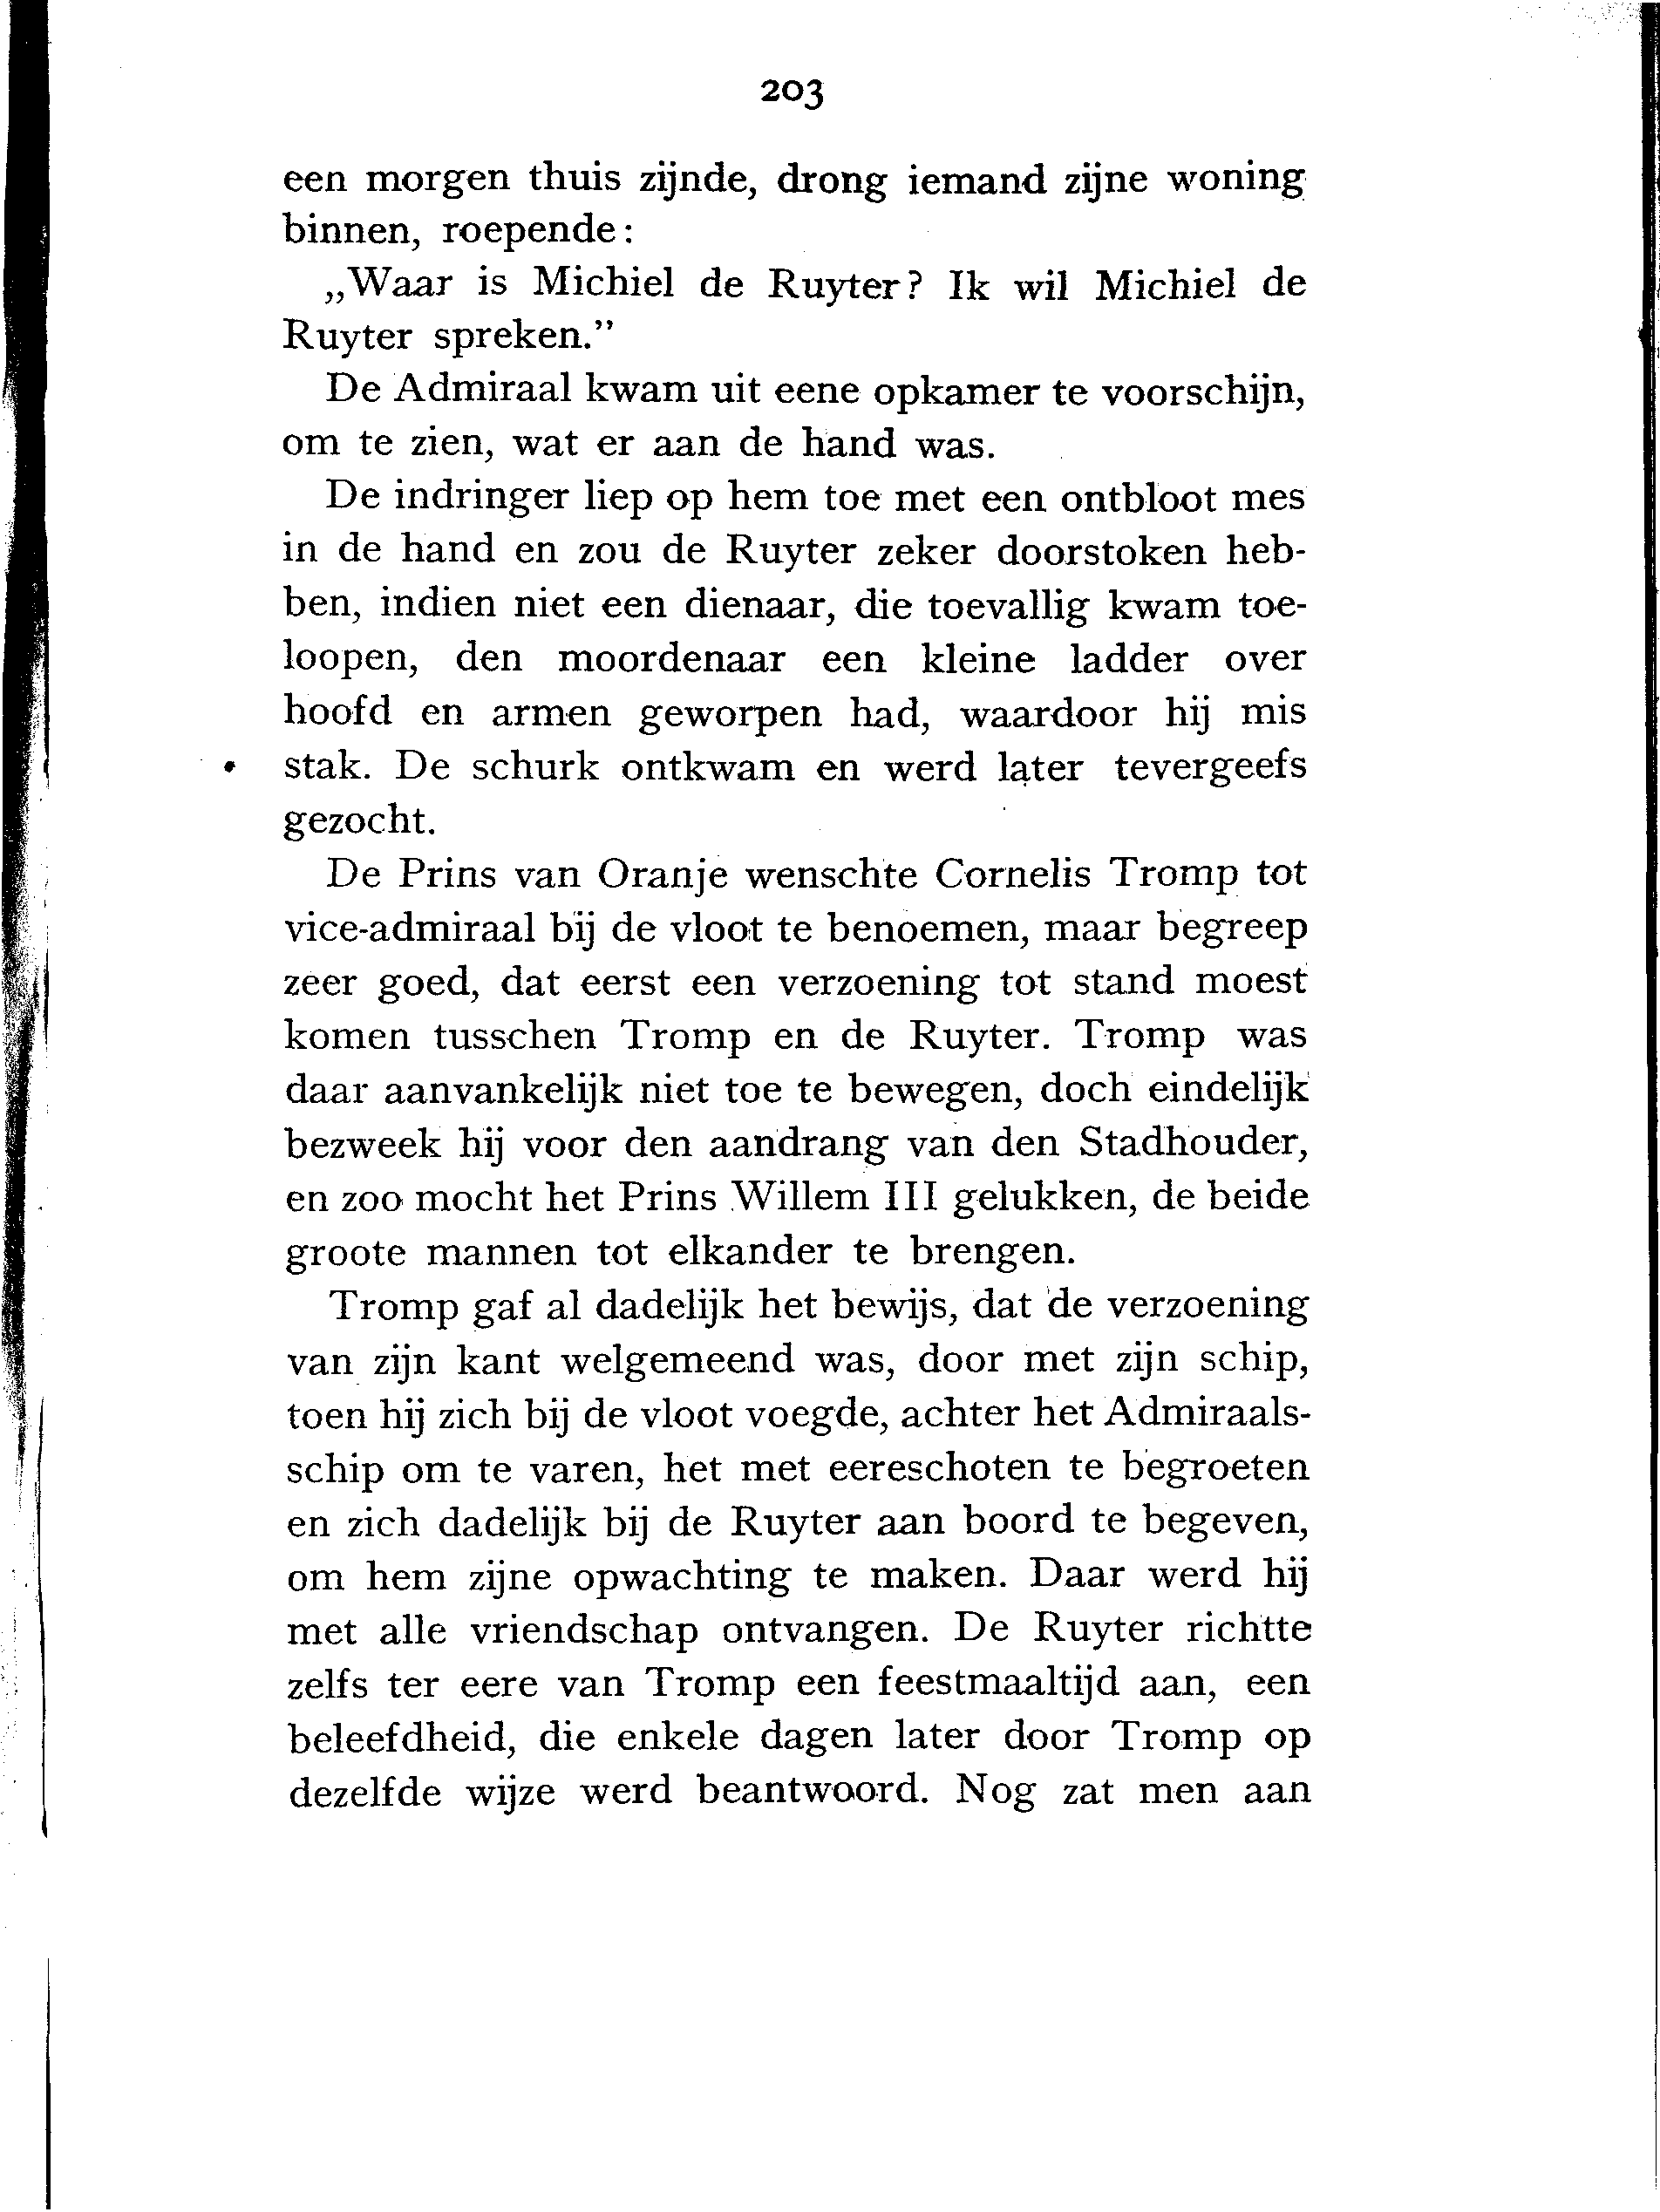 203
een morgen thuis zijnde, drong iemand zijne woning
binnen, roepende:
„Waar is Michiel de Ruyter? Ik wil Michiel de
Ruyter spreken.”
De Admiraal kwam uit eene opkamer te voorschijn,
om te zien, wat er aan de hand was.
De indringer liep op hem toe met een ontbloot mes
in de hand en zou de Ruyter zeker doorstoken heb-
ben, indien niet een dienaar, die toevallig kwam toe-
loopen, den moordenaar een kleine ladder over
hoofd en armen geworpen had, waardoor hij mis
stak. De schurk ontkwam en werd later tevergeefs
gezocht.
De Prins van Oranje wenschte Cornelis Tromp tot
vice-admiraal bij de vloot te benoemen, maar begreep
zeer goed, dat eerst een verzoening tot stand moest
komen tusschen Tromp en de Ruyter. Tromp was
daar aanvankelijk niet toe te bewegen, doch eindelijk
bezweek hij voor den aandrang van den Stadhouder,
en zoo mocht het Prins Willem III gelukken, de beide
groote mannen tot elkander te brengen.
Tromp gaf al dadelijk het bewijs, dat de verzoening
van zijn kant welgemeend was, door met zijn schip,
toen hij zich bij de vloot voegde, achter het Admiraals-
schip om te varen, het met eereschoten te begroeten
en zich dadelijk bij de Ruyter aan boord te begeven,
om hem zijne opwachting te maken. Daar werd hij
met alle vriendschap ontvangen. De Ruyter richtte
zelfs ter eere van Tromp een feestmaaltijd aan, een
beleefdheid, die enkele dagen later door Tromp op
dezelfde wijze werd beantwoord. Nog zat men aan